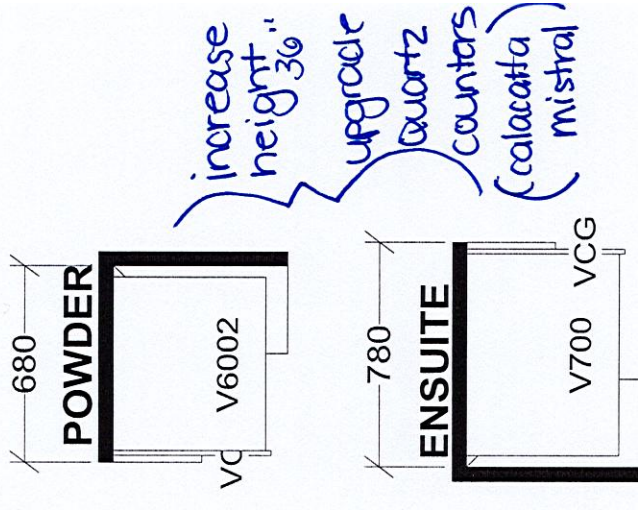 680
POWDER
V6002
VC
increase
height
36"
upgrade
quartz
counters
(calacatta
mistral)
780
ENSUITE
V700
VCG